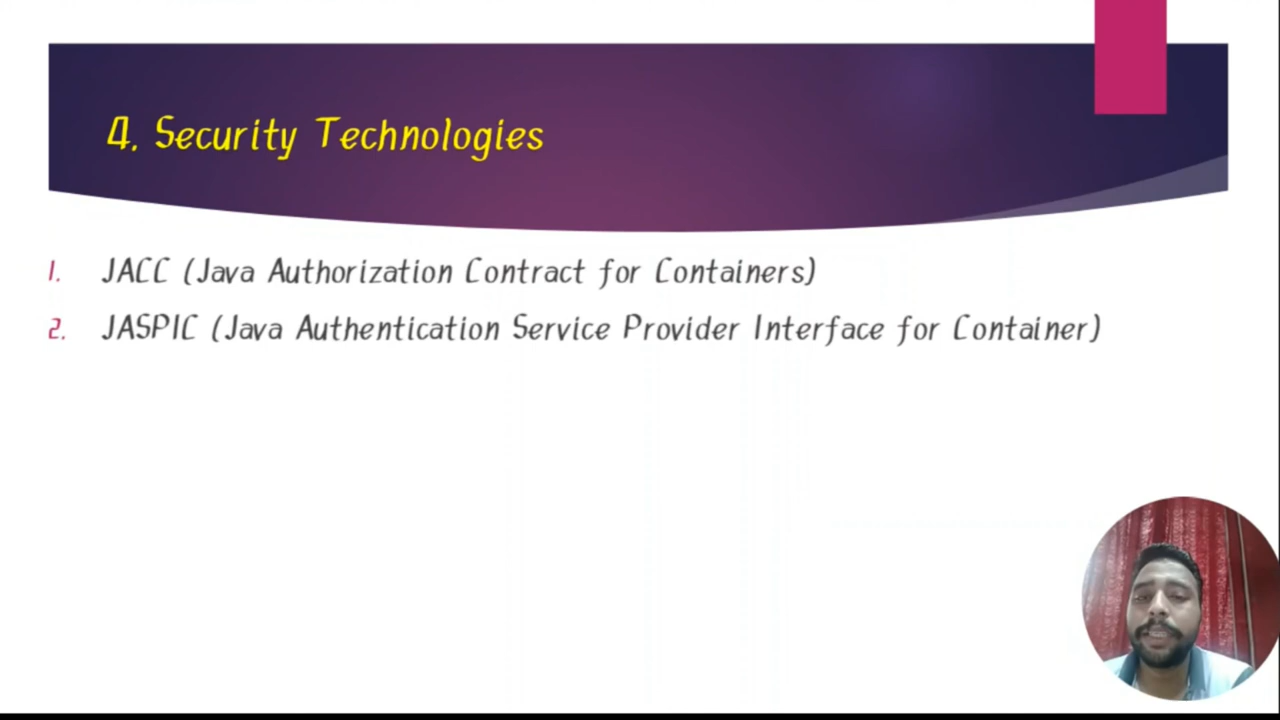 4. Security Technologies
1. JACC (Java Authorization Contract for Containers)
2. JASPIC (Java Authentication Service Provider Interface for Container)